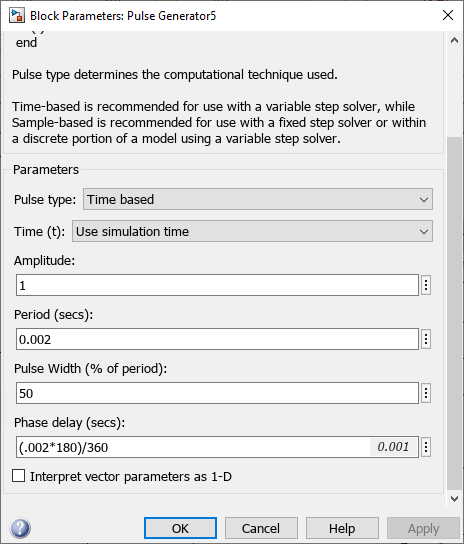 Block Parameters: Pulse Generator5
end
Pulse type determines the computational technique used.
Time-based is recommended for use with a variable step solver, while
Sample-based is recommended for use with a fixed step solver or within
a discrete portion of a model using a variable step solver.
Parameters
Pulse type: Time based
Time (t): Use simulation time
Amplitude:
1
Period (secs):
0.002
Pulse Width (% of period):
50
Phase delay (secs):
(.002*180)/360 0.001
Interpret vector parameters as 1-D
OK Cancel Help Apply